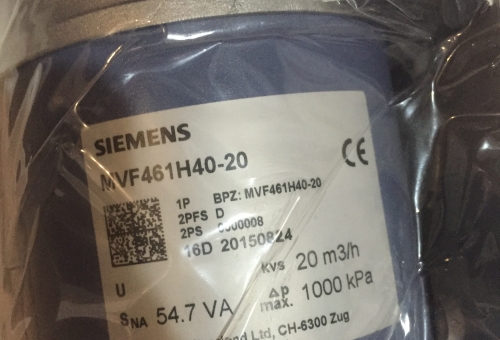 SIEMENS
MVF461H40-20
CE
1P BPZ: MVF461H40-20
2PFS D
2PS 0000008
16D 20150824
kvs 20 m3/h
U
SNA 54.7 VA
Δp max. 1000 kPa
Ltd, CH-6300 Zug